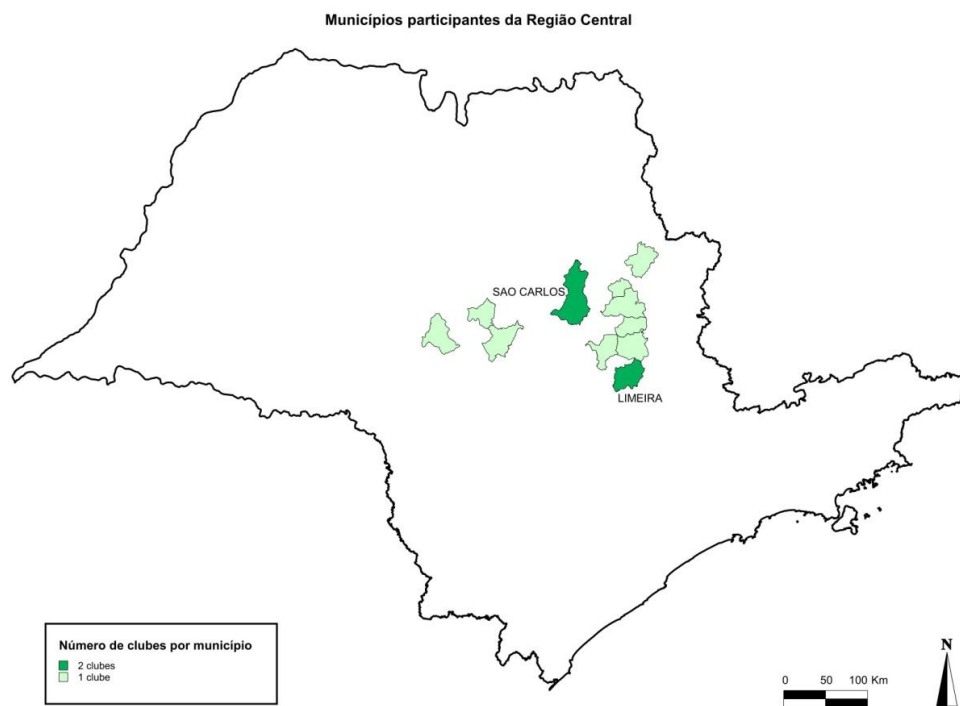 Municípios participantes da Região Central
SAO CARLOS
LIMEIRA
Número de clubes por município
2 clubes
1 clube
N
0 50 100 Km